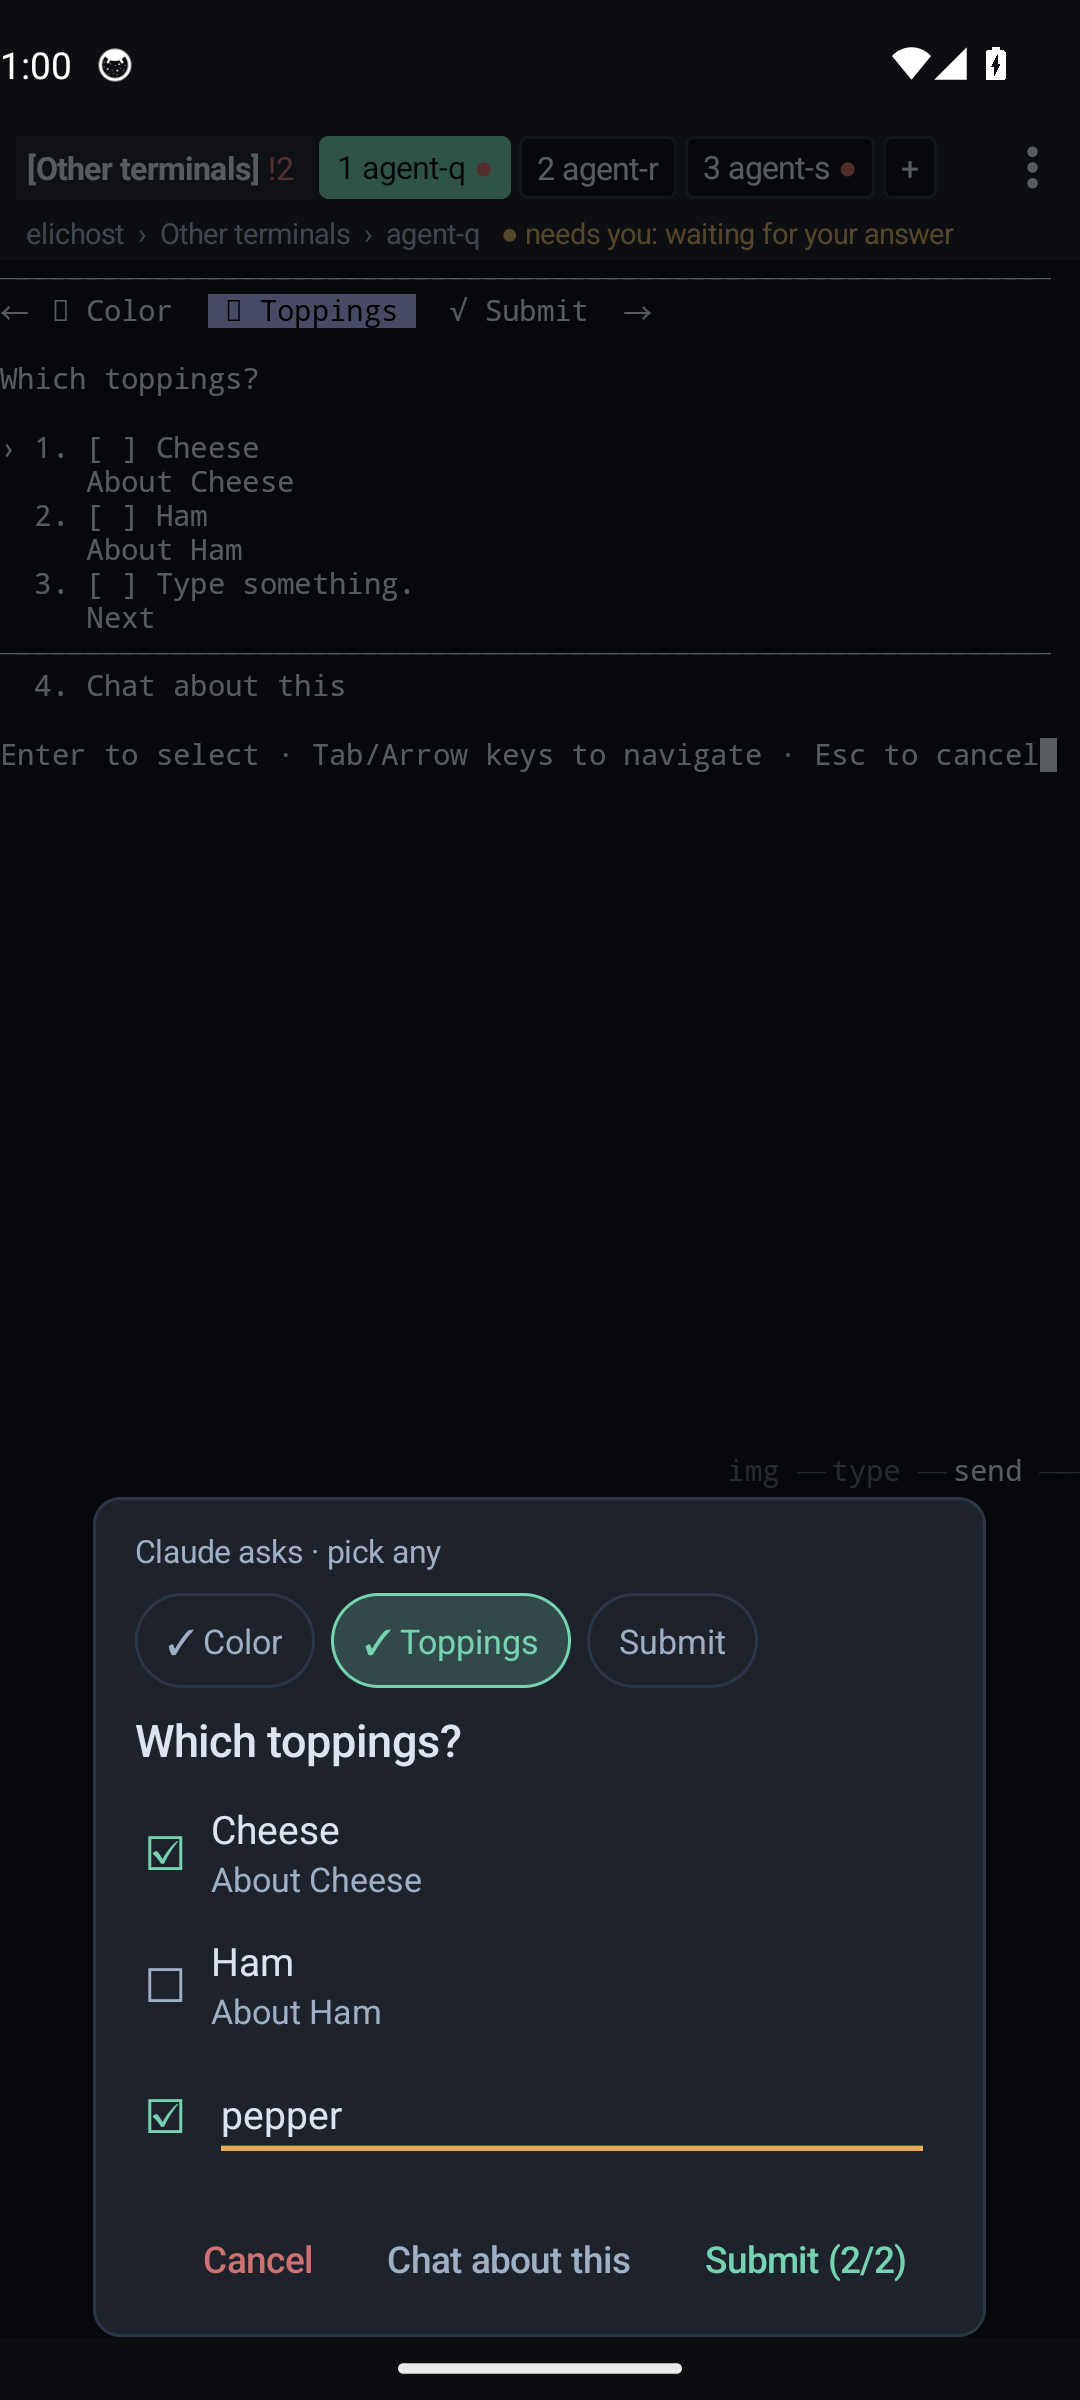 1:00
[Other terminals] !2 1 agent-q 2 agent-r 3 agent-s +
elichost › Other terminals › agent-q ● needs you: waiting for your answer
← Color Toppings √ Submit →
Which toppings?
› 1. [ ] Cheese
About Cheese
2. [ ] Ham
About Ham
3. [ ] Type something.
Next
4. Chat about this
Enter to select · Tab/Arrow keys to navigate · Esc to cancel
img — type — send —
Claude asks · pick any
✓ Color ✓ Toppings Submit
Which toppings?
☑ Cheese
About Cheese
☐ Ham
About Ham
☑ pepper
Cancel Chat about this Submit (2/2)